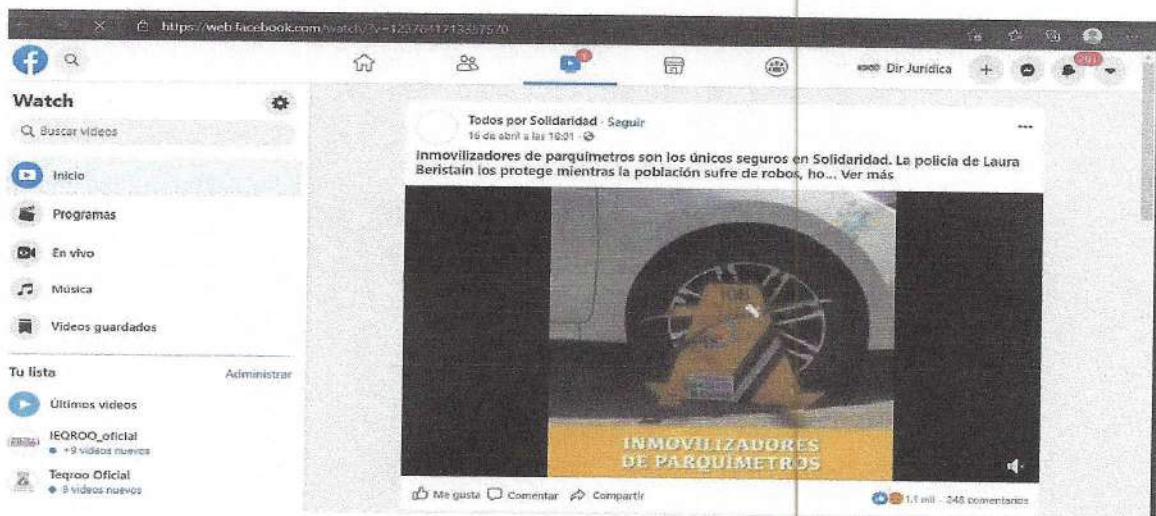 https://web.facebook.com/watch/?v=
Dir Jurídica
Watch
Buscar videos
Inicio
Programas
En vivo
Música
Videos guardados
Tu lista
Administrar
Últimos videos
IEQROO_oficial
+9 videos nuevos
Teqroo Oficial
9 videos nuevos
Todos por Solidaridad · Seguir
16 de abril a las
Inmovilizadores de parquímetros son los únicos seguros en Solidaridad. La policía de Laura
Beristain los protege mientras la población sufre de robos, ho... Ver más
INMOVILIZADORES
DE PARQUÍMETROS
Me gusta Comentar Compartir
1.1 mil · 248 comentarios